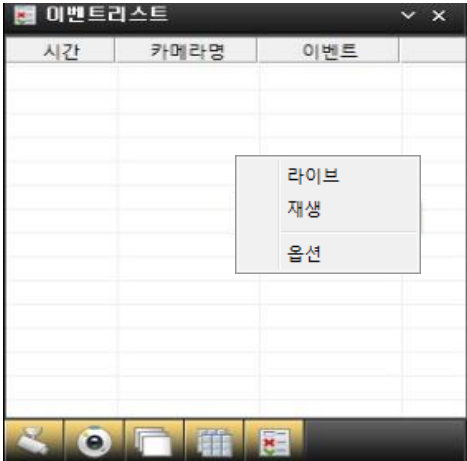 이벤트리스트
시간 카메라명 이벤트
라이브
재생
옵션